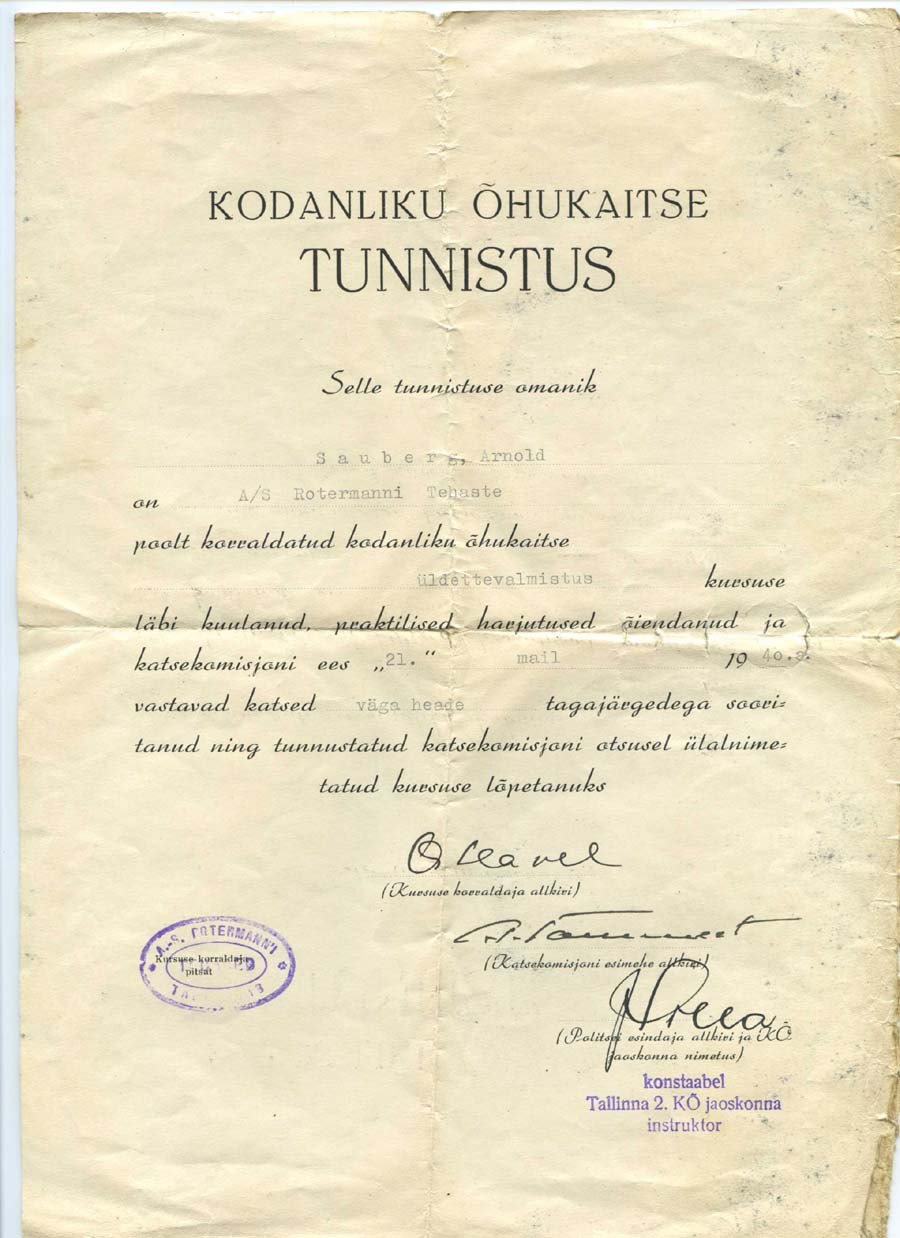 KODANLIKU ÕHUKAITSE
TUNNISTUS
Selle tunnistuse omanik
Sauberg, Arnold
on A/S Rotermanni Tehaste
poolt korraldatud kodanliku õhukaitse
üldettevalmistus kursuse
läbi kuulanud, praktilised harjutused õiendanud ja
katsekomisjoni ees „21." mail 1940.a.
vastavad katsed väga heade tagajärgedega soori=
tanud ning tunnustatud katsekomisjoni otsusel ülalnime=
tatud kursuse lõpetanuks
(Kursuse korraldaja allkiri)
A.-S. ROTERMANN'I
Kursuse korraldaja
pitsat
(Katsekomisjoni esimehe allkiri)
(Politsei esindaja allkiri ja KÕ
jaoskonna nimetus)
konstaabel
Tallinna 2. KÕ jaoskonna
instruktor